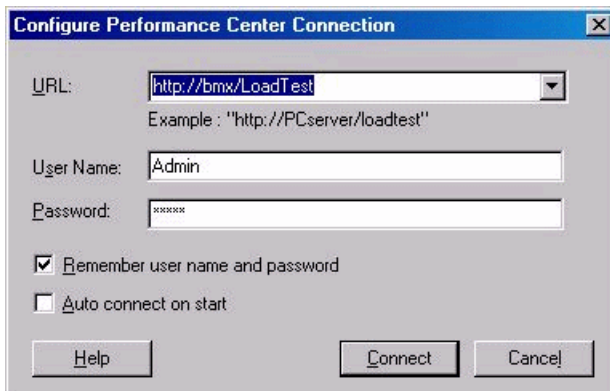 Configure Performance Center Connection
URL: http://bmx/LoadTest
Example : "http://PCserver/loadtest"
User Name: Admin
Password: *****
Remember user name and password
Auto connect on start
Help Connect Cancel